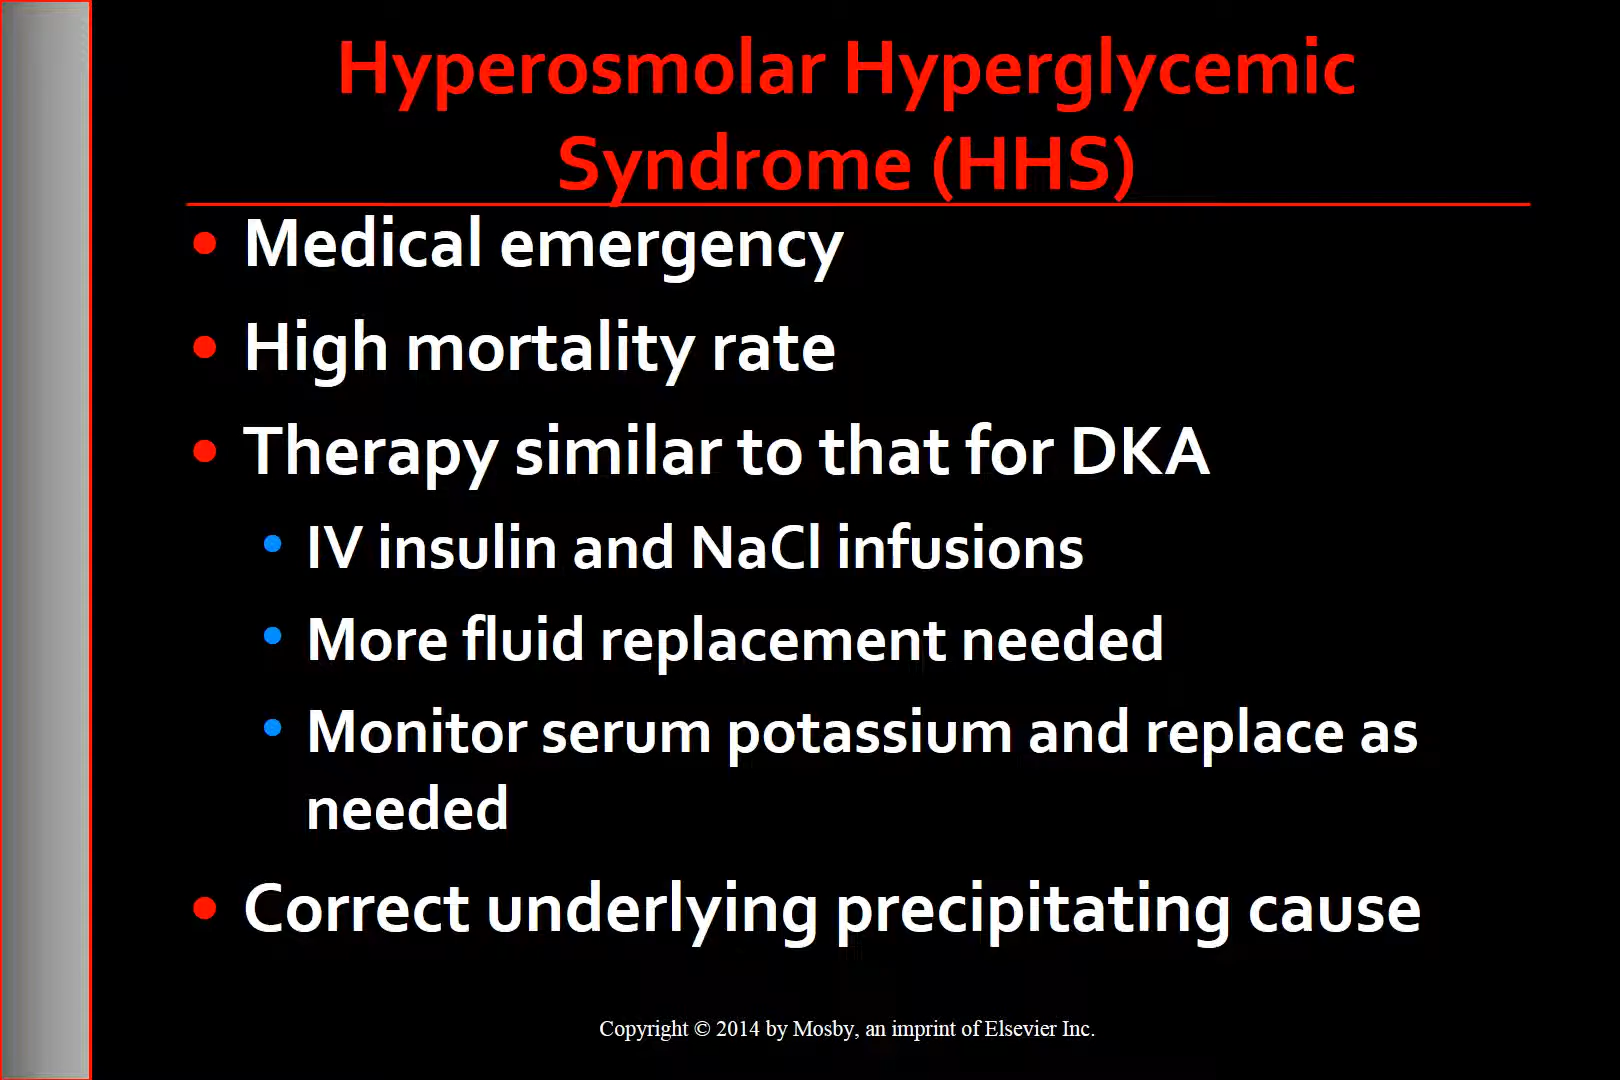 Hyperosmolar Hyperglycemic
Syndrome (HHS)
• Medical emergency
• High mortality rate
• Therapy similar to that for DKA
• IV insulin and NaCl infusions
• More fluid replacement needed
• Monitor serum potassium and replace as
needed
• Correct underlying precipitating cause
Copyright © 2014 by Mosby, an imprint of Elsevier Inc.